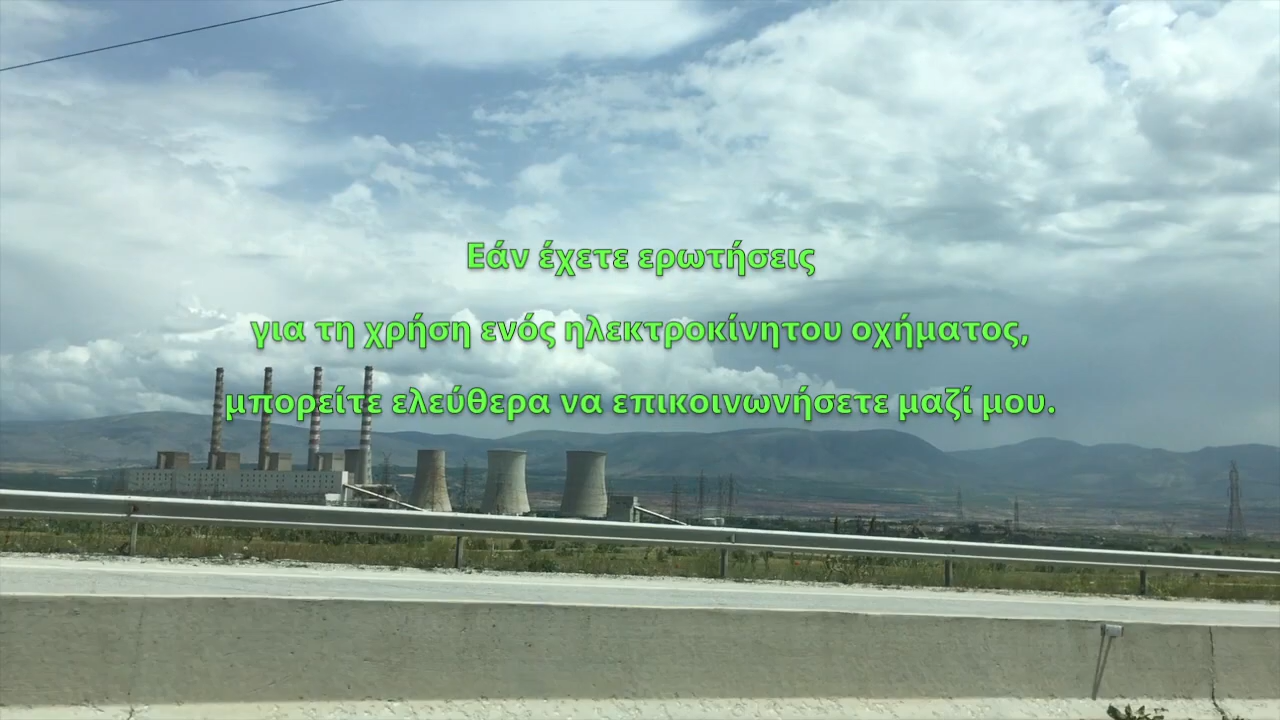 Εάν έχετε ερωτήσεις
για τη χρήση ενός ηλεκτροκίνητου οχήματος,
μπορείτε ελεύθερα να επικοινωνήσετε μαζί μου.